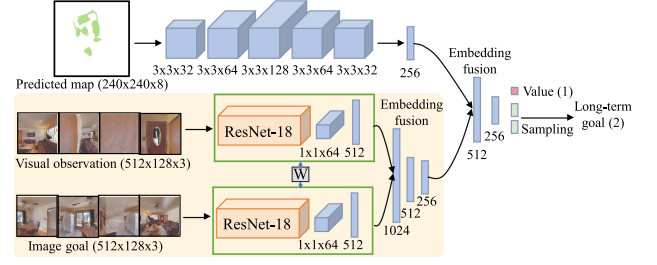 3x3x32 3x3x64 3x3x128 3x3x64 3x3x32
256
Predicted map (240x240x8)
Embedding
fusion
Value (1)
Sampling
Long-term
goal (2)
256
512
ResNet-18
1x1x64 512
Visual observation (512x128x3)
W
Embedding
fusion
256
512
1024
ResNet-18
1x1x64 512
Image goal (512x128x3)